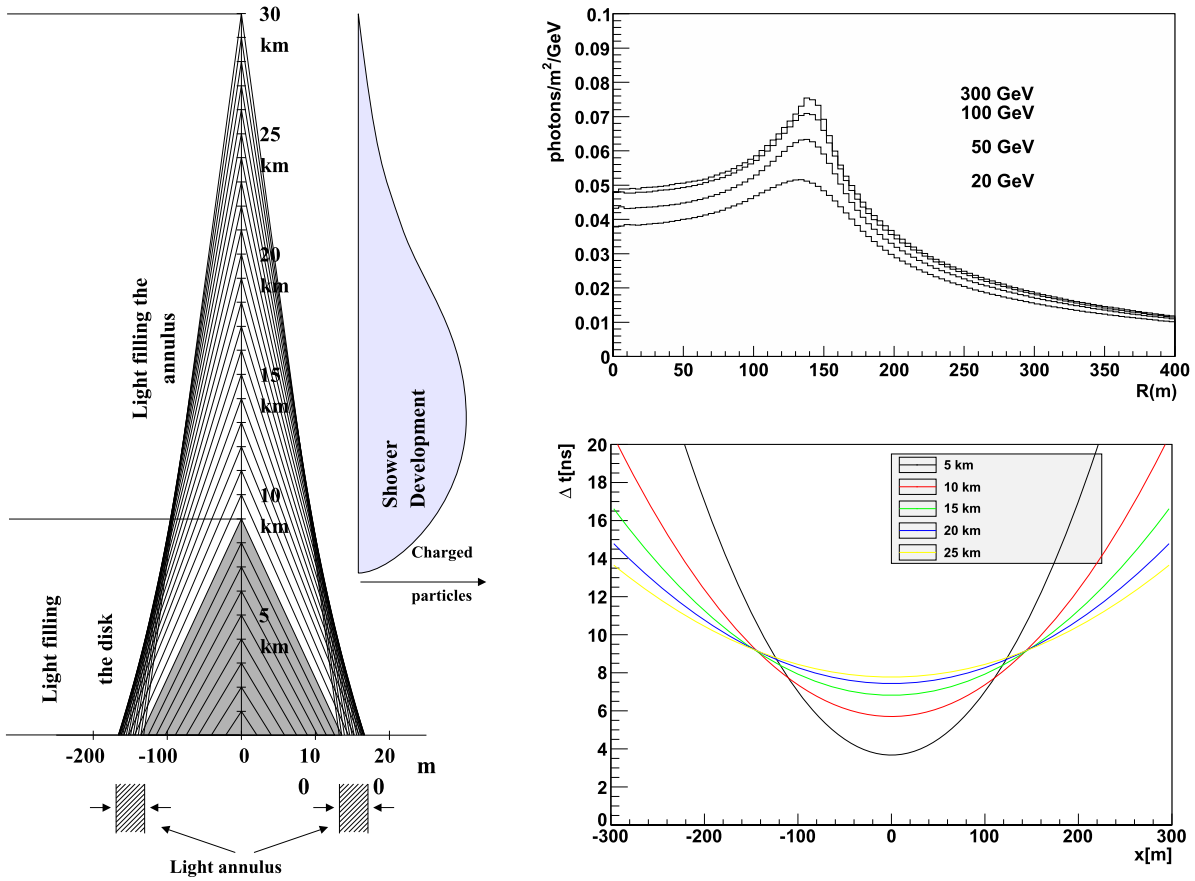 30
km
25
km
20
km
15
km
10
km
5
km
Light filling the
annulus
Light filling
the disk
Shower
Development
Charged
particles
-200 -100 0 10 20 m
0 0
Light annulus
photons/m²/GeV
0.1
0.09
0.08
0.07
0.06
0.05
0.04
0.03
0.02
0.01
0
300 GeV
100 GeV
50 GeV
20 GeV
0 50 100 150 200 250 300 350 400
R(m)
Δ t[ns]
20
18
16
14
12
10
8
6
4
2
0
5 km
10 km
15 km
20 km
25 km
-300 -200 -100 0 100 200 300
x[m]